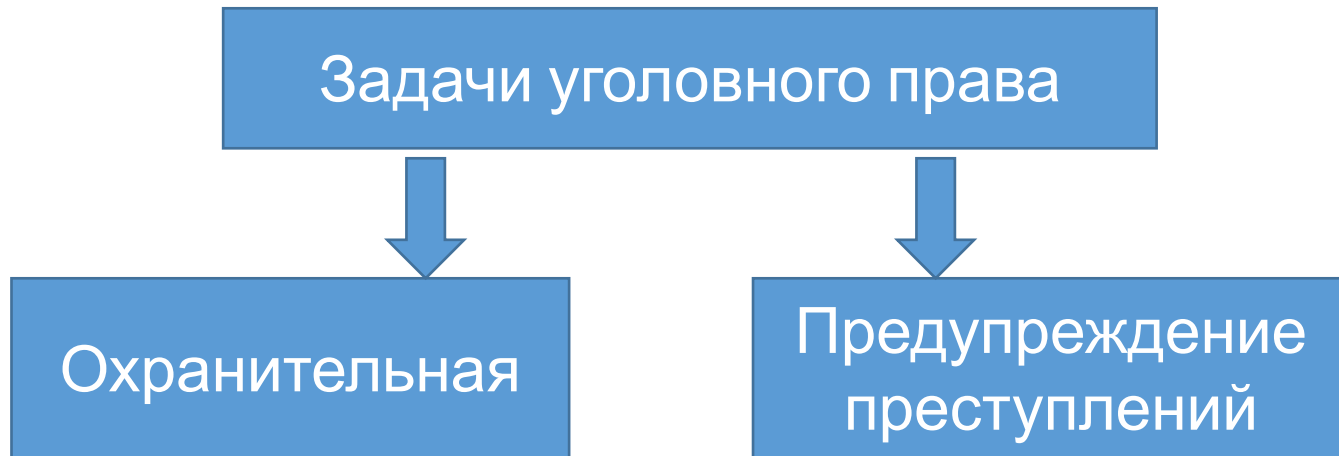 Задачи уголовного права
Охранительная
Предупреждение
преступлений